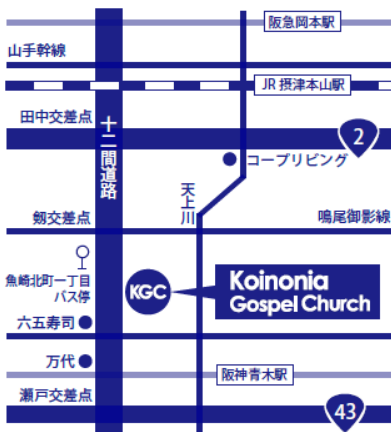 阪急岡本駅
山手幹線
JR 摂津本山駅
田中交差点
2
十二間道路
コープリビング
天上川
剱交差点
鳴尾御影線
魚崎北町一丁目
バス停
KGC
Koinonia
Gospel Church
六五寿司
万代
阪神青木駅
瀬戸交差点
43